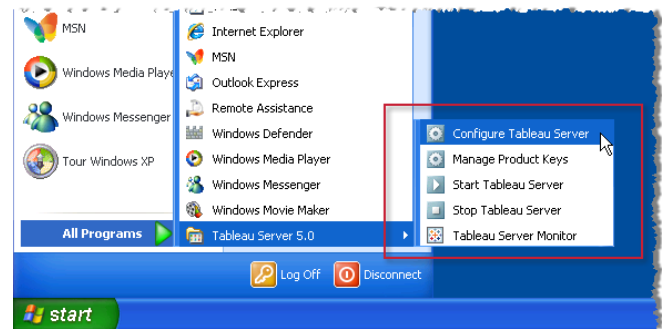 MSN
Windows Media Playe
Windows Messenger
Tour Windows XP
All Programs
Internet Explorer
MSN
Outlook Express
Remote Assistance
Windows Defender
Windows Media Player
Windows Messenger
Windows Movie Maker
Tableau Server 5.0
Configure Tableau Server
Manage Product Keys
Start Tableau Server
Stop Tableau Server
Tableau Server Monitor
Log Off
Disconnect
start